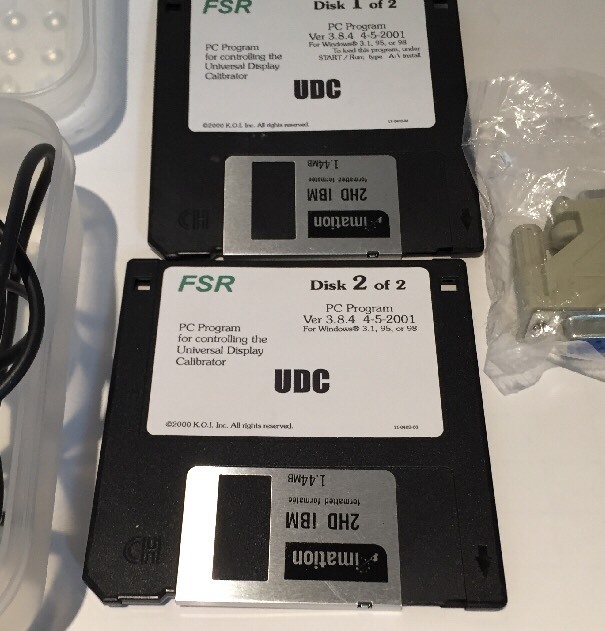 FSR
Disk 1 of 2
PC Program
Ver 3.8.4 4-5-2001
For Windows® 3.1, 95, or 98
To load this program, under
START / Run, type A:\ install
PC Program
for controlling the
Universal Display
Calibrator
UDC
©2000 K.O.I. Inc. All rights reserved.
1.44MB
formatted formatee
2HD IBM
imation
FSR
Disk 2 of 2
PC Program
Ver 3.8.4 4-5-2001
For Windows® 3.1, 95, or 98
PC Program
for controlling the
Universal Display
Calibrator
UDC
©2000 K.O.I. Inc. All rights reserved.
1.44MB
formatted formatee
2HD IBM
imation